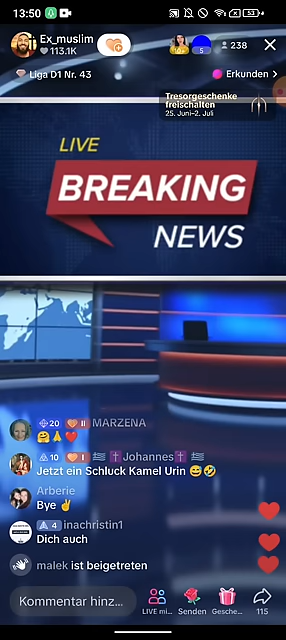 13:50
53
Ex_muslim
113.1K
238
Liga D1 Nr. 43
Erkunden >
Tresorgeschenke
freischalten
25. Juni–2. Juli
LIVE
BREAKING
NEWS
20 II MARZENA
🤗🙏❤️
10 I 🇬🇷✝️Johannes✝️🇬🇷
Jetzt ein Schluck Kamel Urin 😅🤣
Arberie
Bye ✌️
4 inachristin1
Dich auch
malek ist beigetreten
Kommentar hinz...
LIVE mi...
Senden
Gesche...
115